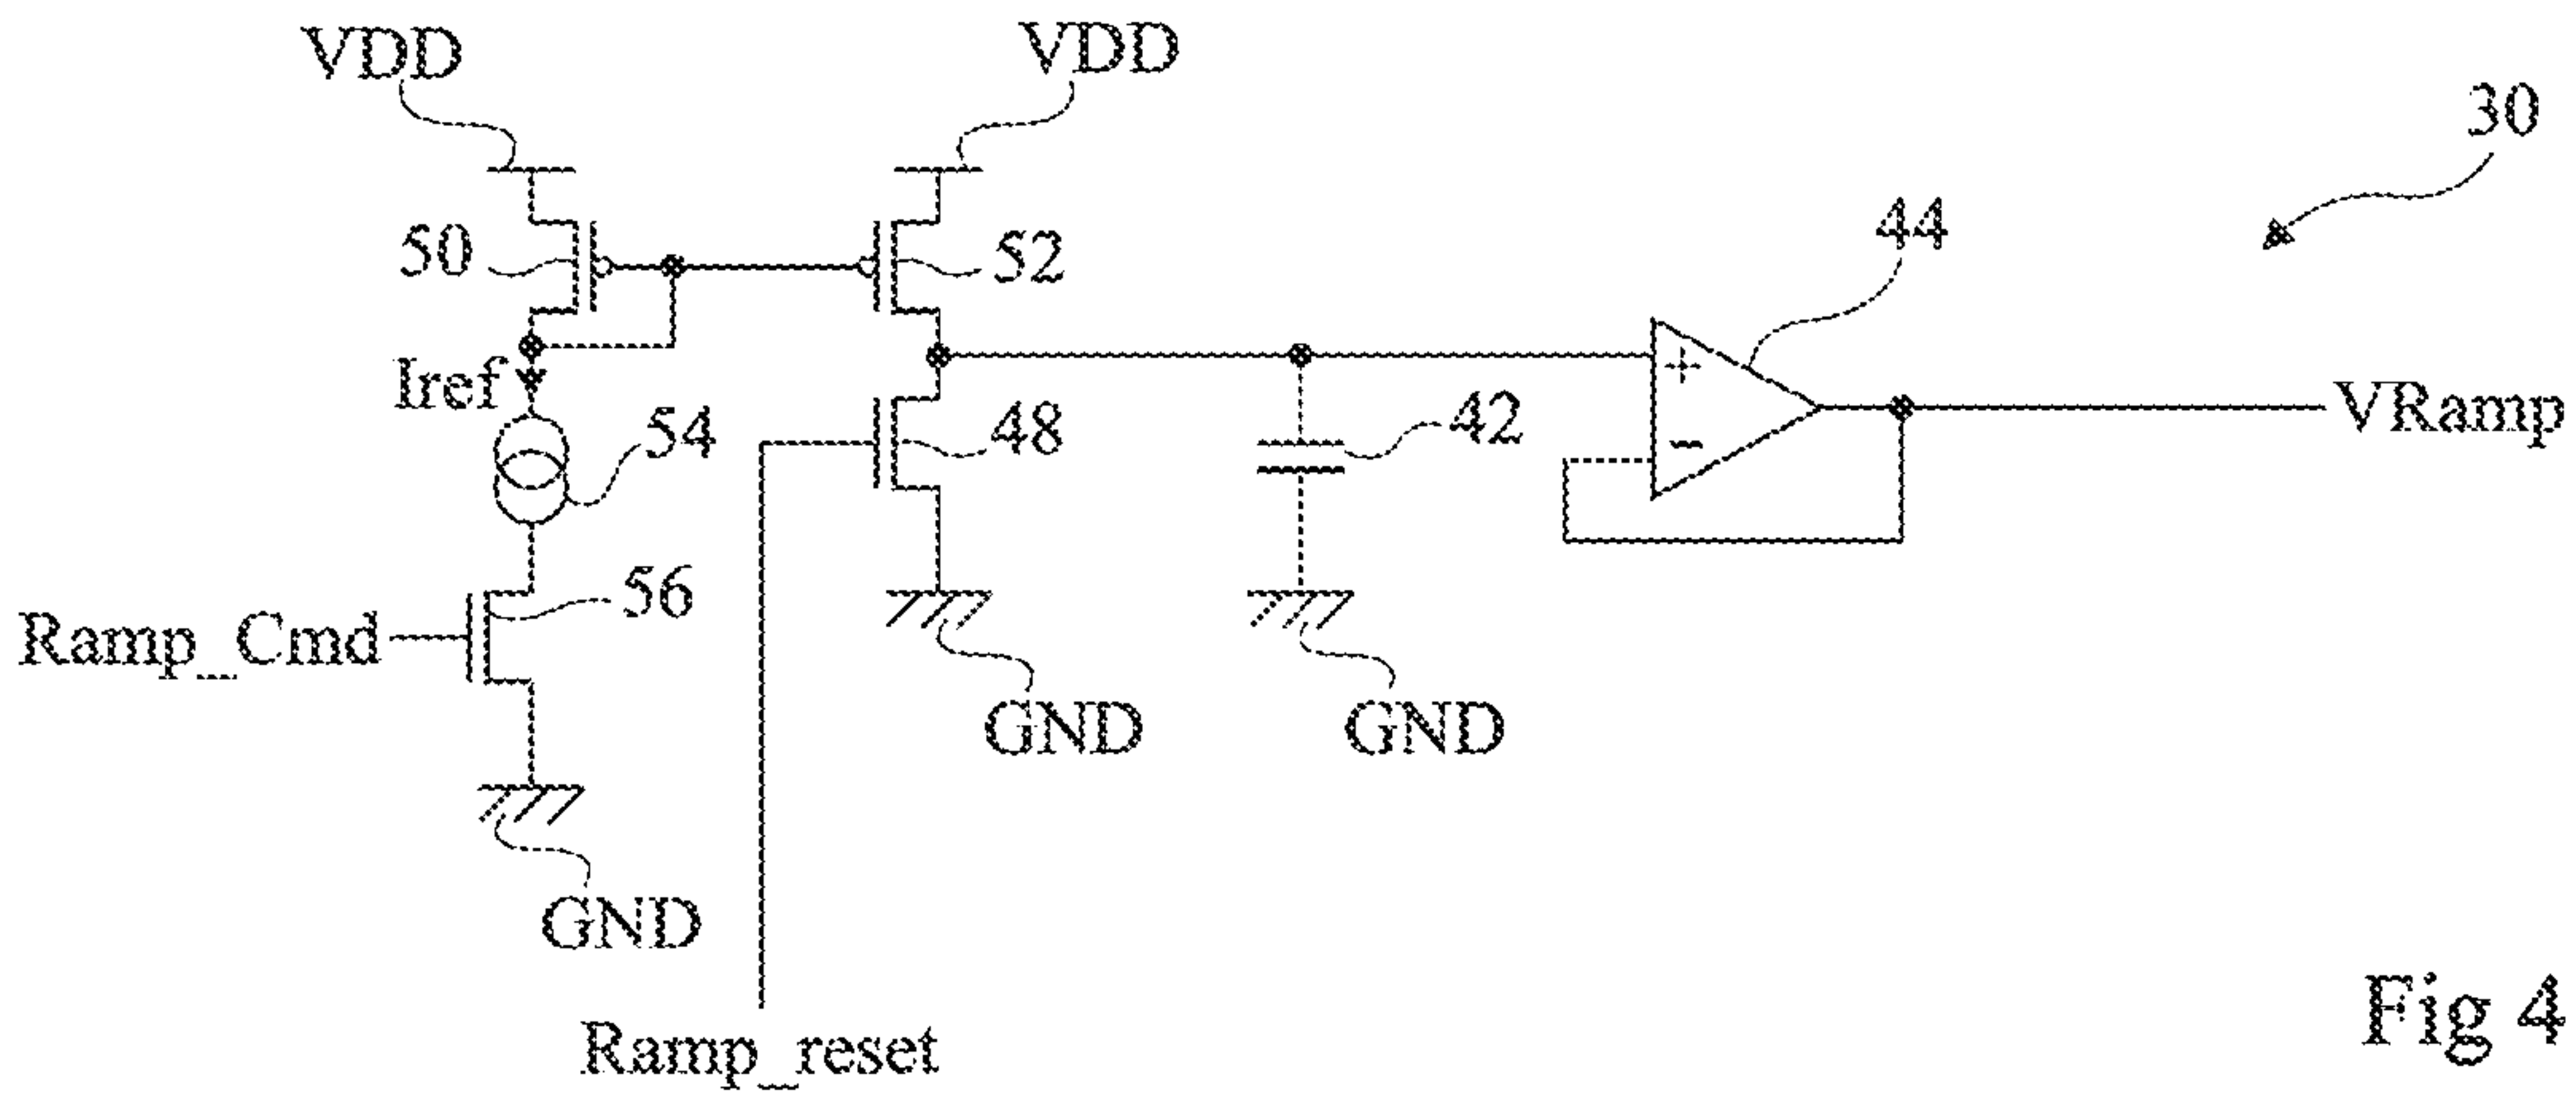 VDD
VDD
30
50
52
44
Iref
+
54
48
42
VRamp
−
56
Ramp_Cmd
GND
GND
GND
Ramp_reset
Fig 4